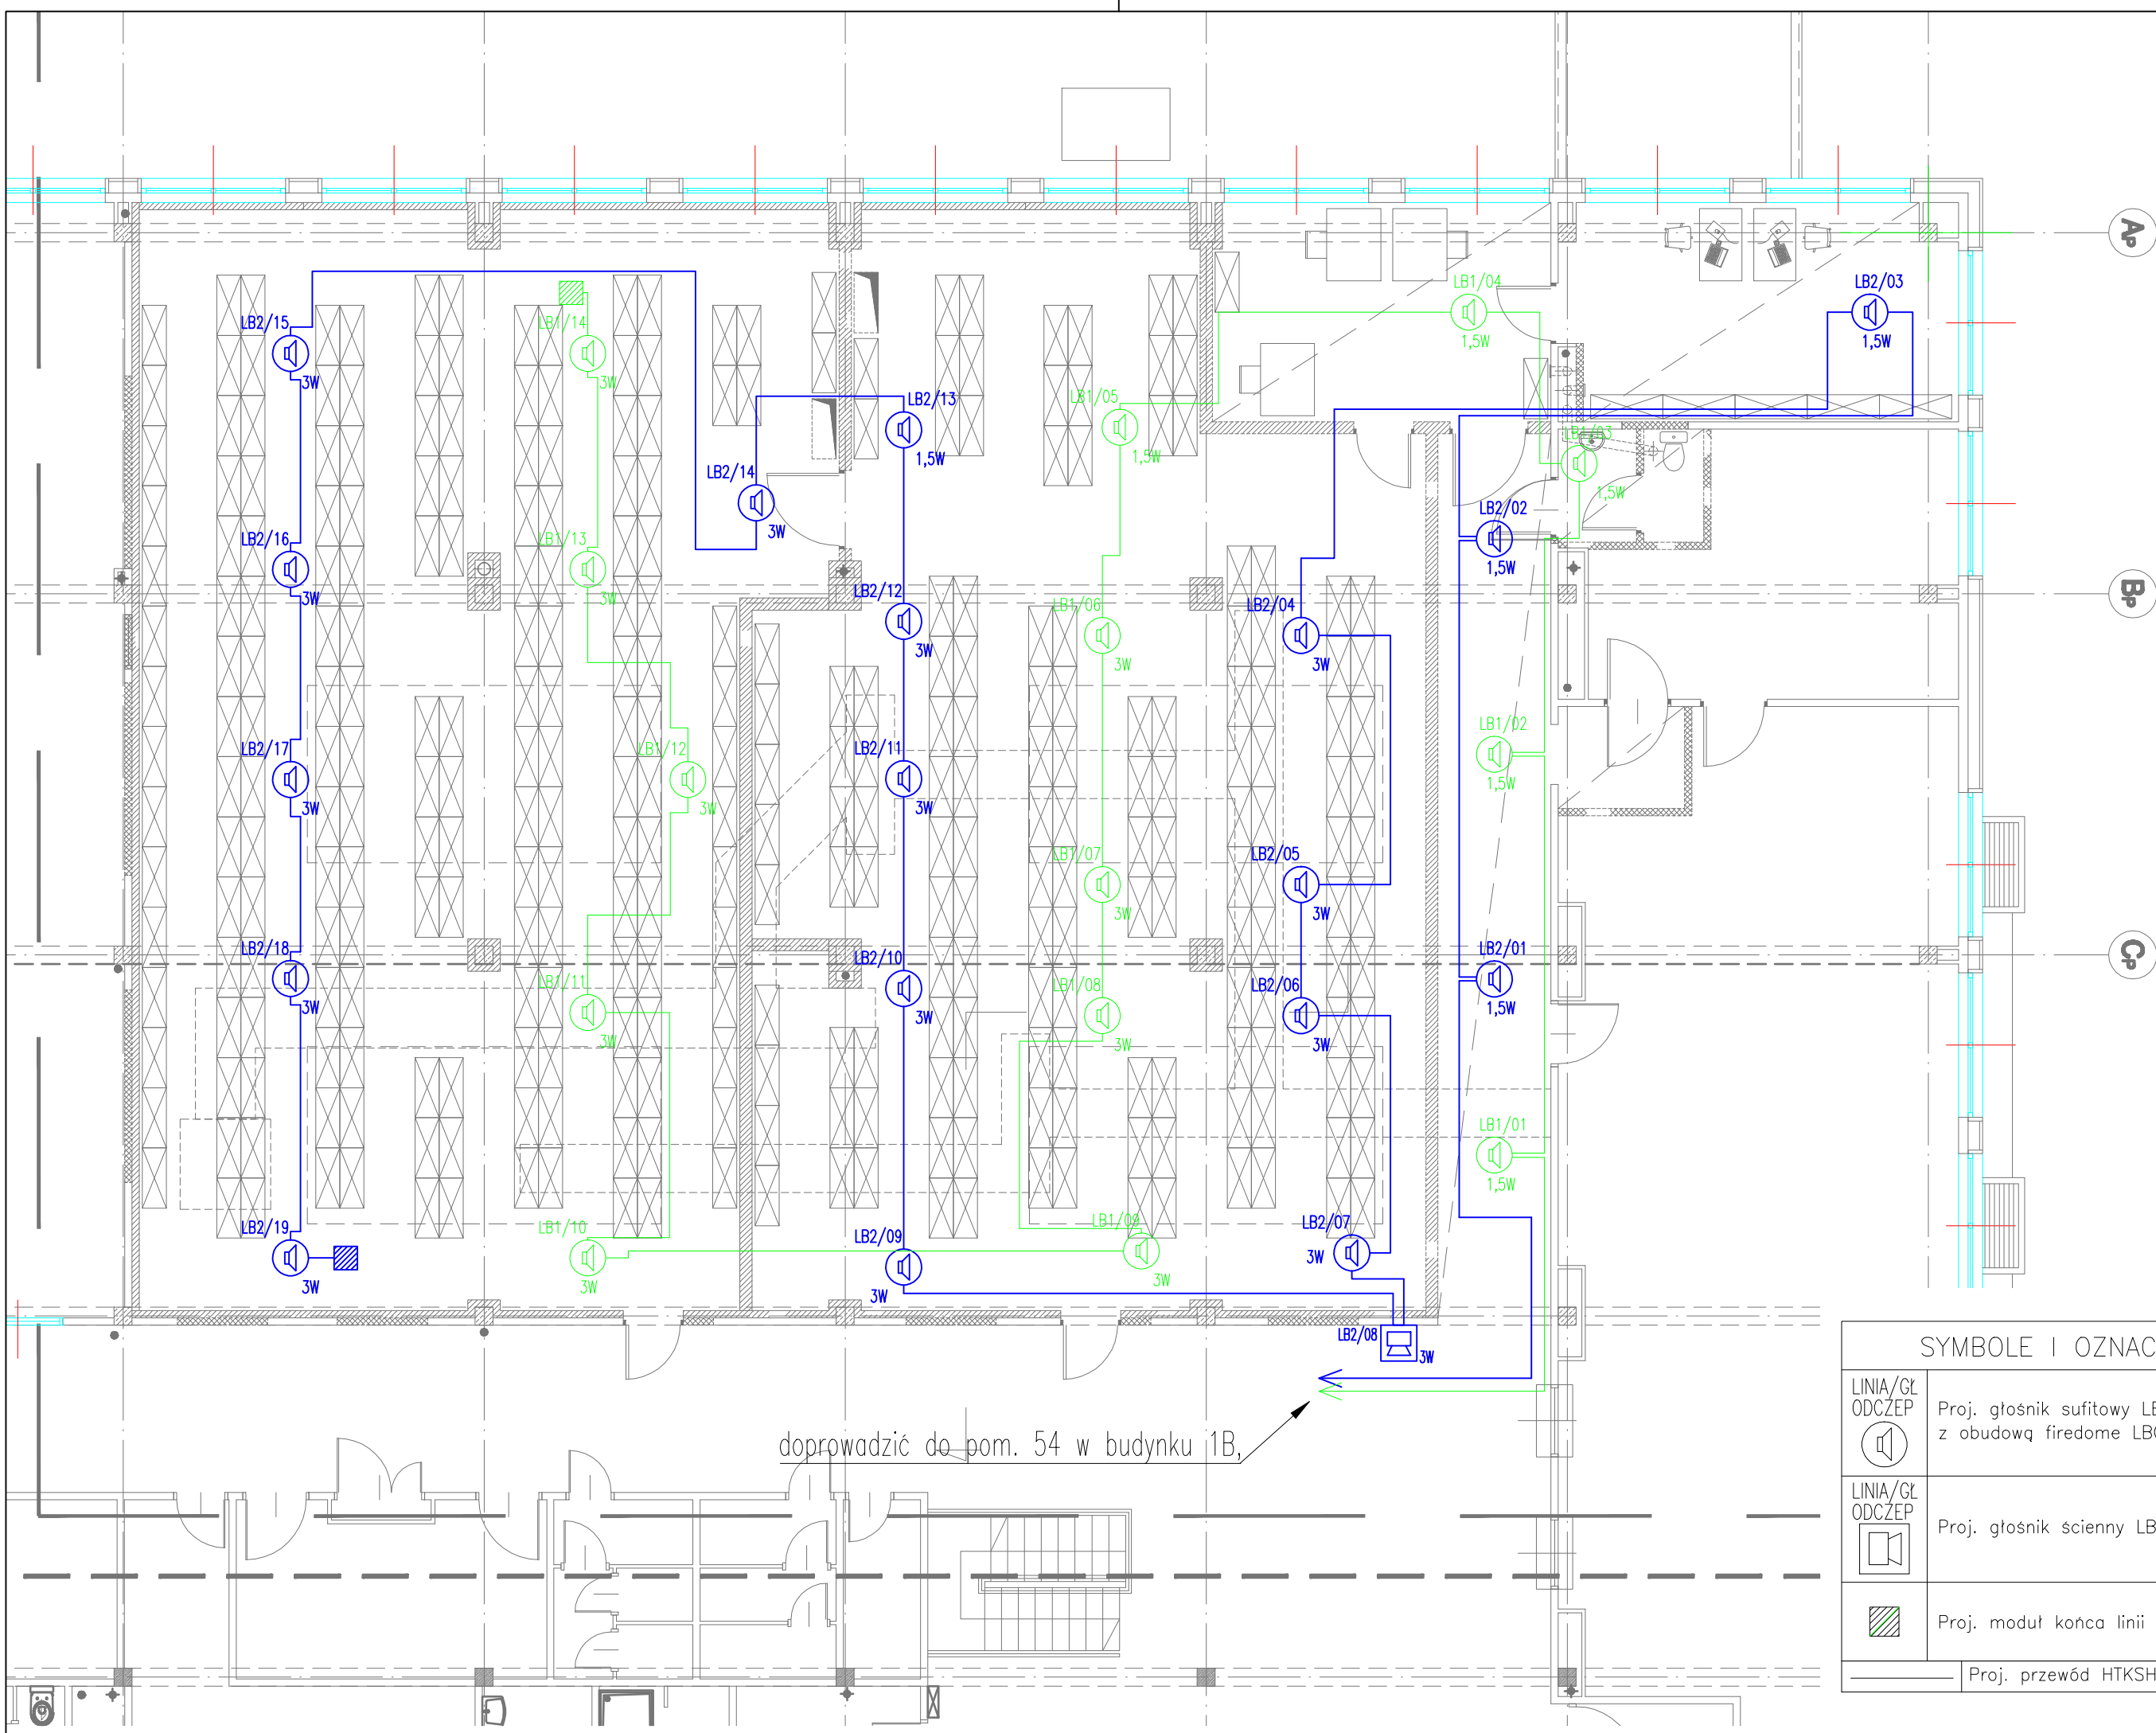 AP
LB1/04
1,5W
LB2/03
1,5W
LB2/15
3W
LB1/14
3W
LB2/13
1,5W
LB1/05
1,5W
LB1/03
1,5W
LB2/14
3W
LB2/02
1,5W
LB2/16
3W
LB1/13
3W
BP
LB2/12
3W
LB1/06
3W
LB2/04
3W
LB1/02
1,5W
LB2/17
3W
LB1/12
3W
LB2/11
3W
LB1/07
3W
LB2/05
3W
CP
LB2/18
3W
LB1/11
3W
LB2/10
3W
LB1/08
3W
LB2/06
3W
LB2/01
1,5W
LB1/01
1,5W
LB2/19
3W
LB1/10
3W
LB2/09
3W
LB1/09
3W
LB2/07
3W
LB2/08
3W
doprowadzić do pom. 54 w budynku 1B,
SYMBOLE I OZNAC
LINIA/GŁ
ODCZEP
Proj. głośnik sufitowy LB
z obudową firedome LB
LINIA/GŁ
ODCZEP
Proj. głośnik ścienny LB
Proj. moduł końca linii
Proj. przewód HTKSH